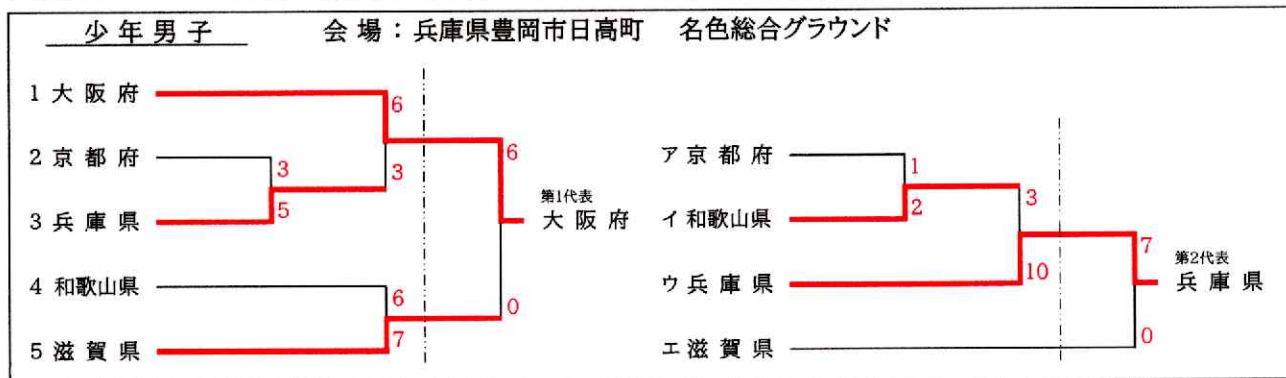 少年男子 会場：兵庫県豊岡市日高町 名色総合グラウンド
1 大阪府
6
2 京都府
3
3
6
5
3 兵庫県
第1代表
大阪府
4 和歌山県
6
0
7
5 滋賀県
ア京都府
1
3
2
イ和歌山県
7
10
ウ兵庫県
第2代表
兵庫県
0
エ滋賀県